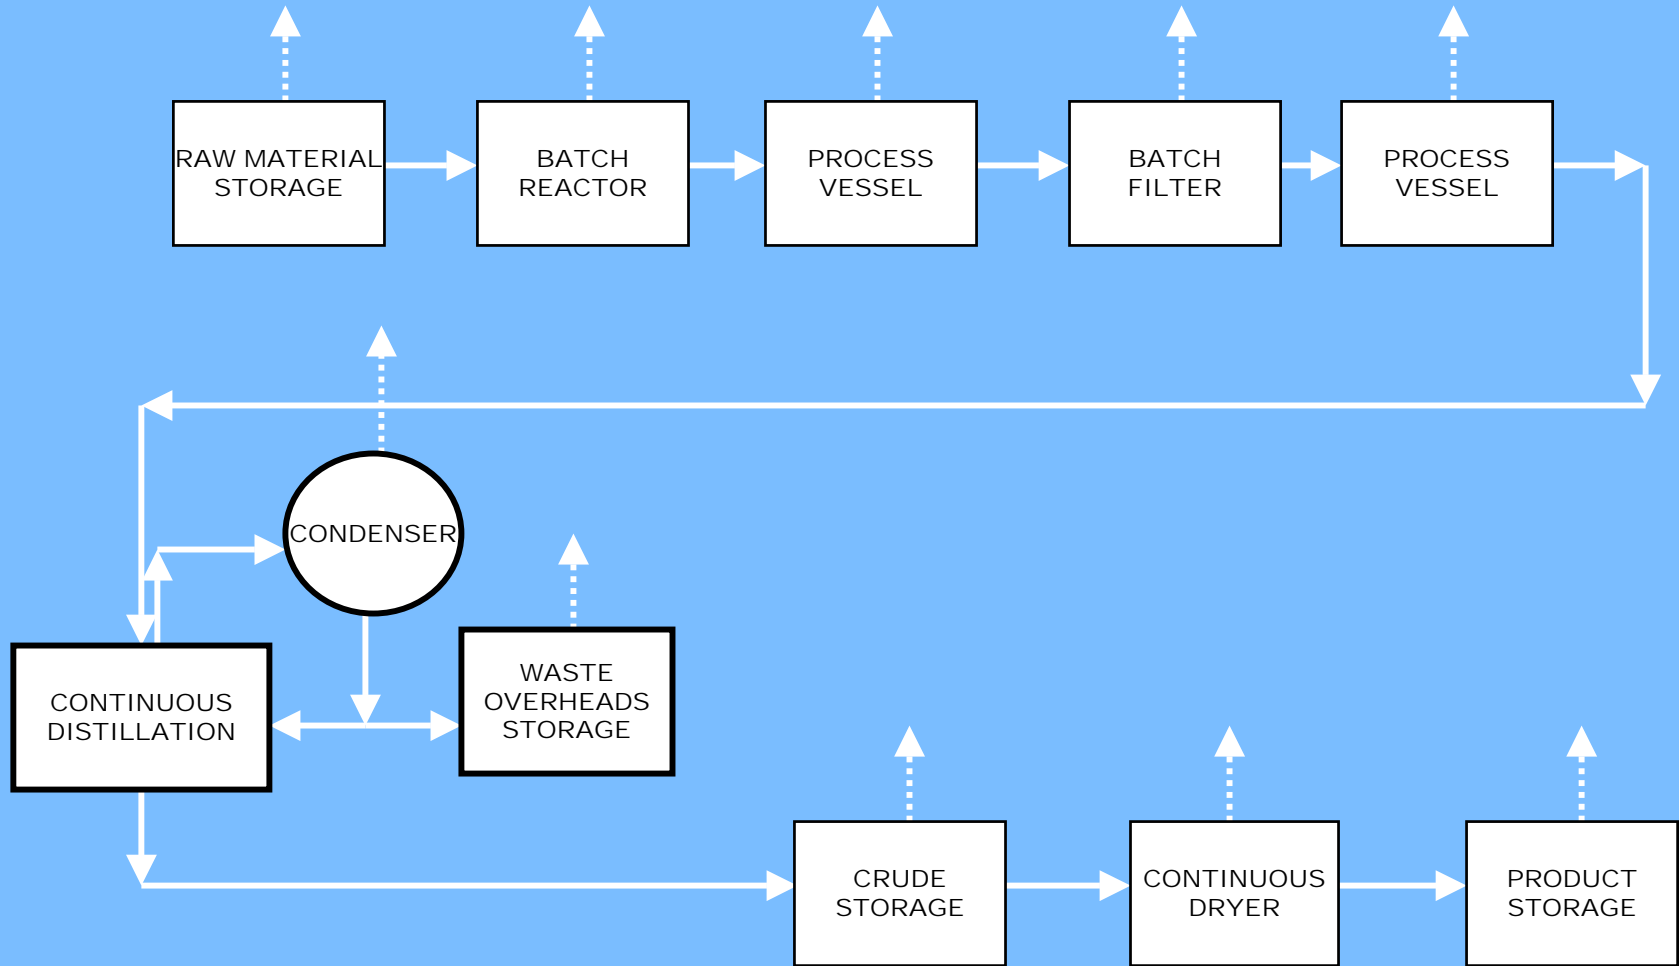 RAW MATERIAL
STORAGE
BATCH
REACTOR
PROCESS
VESSEL
BATCH
FILTER
PROCESS
VESSEL
CONDENSER
CONTINUOUS
DISTILLATION
WASTE
OVERHEADS
STORAGE
CRUDE
STORAGE
CONTINUOUS
DRYER
PRODUCT
STORAGE